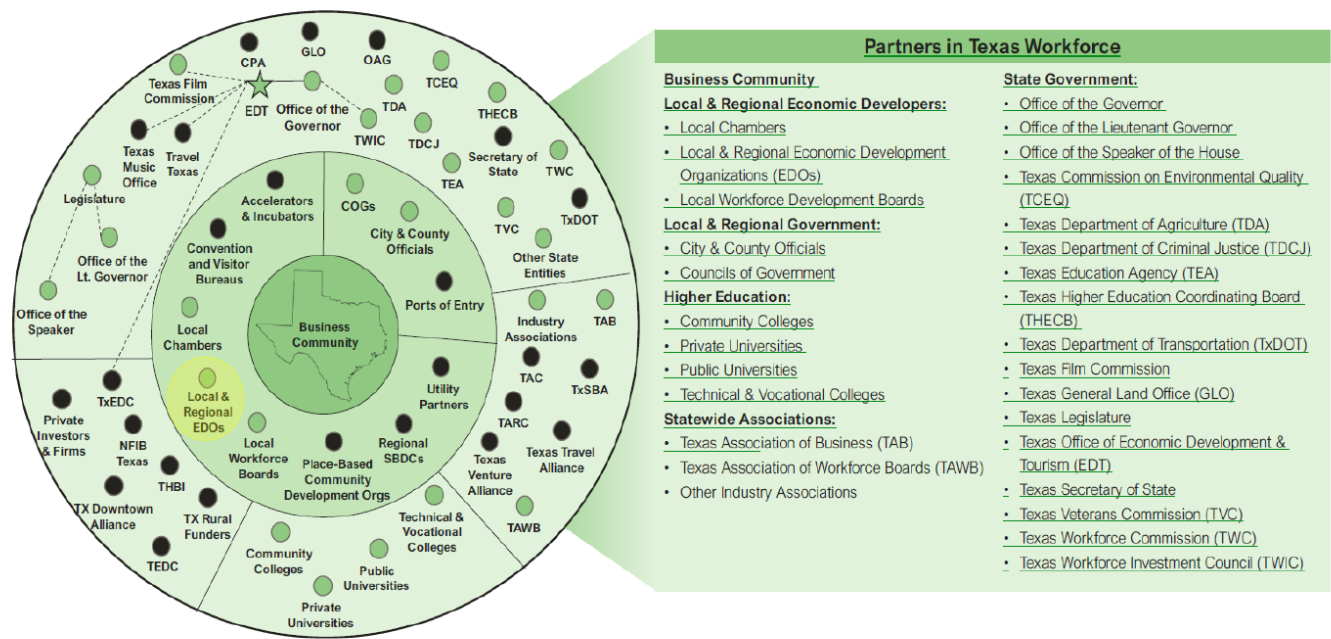 CPA
GLO
OAG
TCEQ
Texas Film
Commission
EDT
Office of the
Governor
TDA
THECB
TWIC
TDCJ
Texas
Music
Office
Travel
Texas
Secretary of
State
TWC
TEA
Legislature
TxDOT
TVC
Office of the
Lt. Governor
Other State
Entities
Office of the
Speaker
Accelerators
& Incubators
COGs
City & County
Officials
Convention
and Visitor
Bureaus
Ports of Entry
Local
Chambers
Business
Community
Local &
Regional
EDOs
Utility
Partners
Local
Workforce
Boards
Place-Based
Community
Development Orgs
Regional
SBDCs
Industry
Associations
TAB
TAC
TxSBA
TARC
Texas Travel
Alliance
Texas
Venture
Alliance
TAWB
TxEDC
Private
Investors
& Firms
NFIB
Texas
THBI
TX Downtown
Alliance
TX Rural
Funders
TEDC
Community
Colleges
Private
Universities
Public
Universities
Technical &
Vocational
Colleges
Partners in Texas Workforce
Business Community
Local & Regional Economic Developers:
• Local Chambers
• Local & Regional Economic Development
Organizations (EDOs)
• Local Workforce Development Boards
Local & Regional Government:
• City & County Officials
• Councils of Government
Higher Education:
• Community Colleges
• Private Universities
• Public Universities
• Technical & Vocational Colleges
Statewide Associations:
• Texas Association of Business (TAB)
• Texas Association of Workforce Boards (TAWB)
• Other Industry Associations
State Government:
• Office of the Governor
• Office of the Lieutenant Governor
• Office of the Speaker of the House
• Texas Commission on Environmental Quality
(TCEQ)
• Texas Department of Agriculture (TDA)
• Texas Department of Criminal Justice (TDCJ)
• Texas Education Agency (TEA)
• Texas Higher Education Coordinating Board
(THECB)
• Texas Department of Transportation (TxDOT)
• Texas Film Commission
• Texas General Land Office (GLO)
• Texas Legislature
• Texas Office of Economic Development &
Tourism (EDT)
• Texas Secretary of State
• Texas Veterans Commission (TVC)
• Texas Workforce Commission (TWC)
• Texas Workforce Investment Council (TWIC)